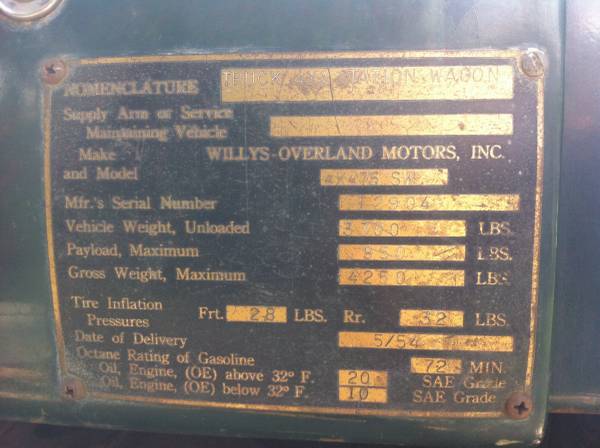 NOMENCLATURE TRUCK STATION WAGON
Supply Arm or Service
Maintaining Vehicle
Make WILLYS-OVERLAND MOTORS, INC.
and Model
Mfr.'s Serial Number 12904
Vehicle Weight, Unloaded LBS.
Payload, Maximum LBS.
Gross Weight, Maximum LBS.
Tire Inflation
Pressures Frt. 28 LBS. Rr. 32 LBS.
Date of Delivery 5/54
Octane Rating of Gasoline 72 MIN.
Oil, Engine, (OE) above 32° F. 20 SAE Grade
Oil, Engine, (OE) below 32° F. 10 SAE Grade